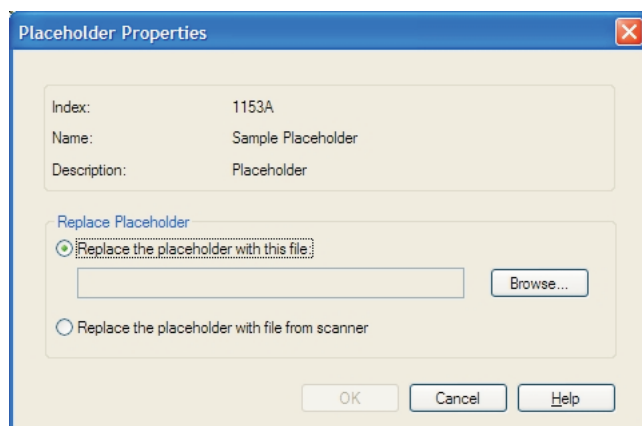 Placeholder Properties
Index: 1153A
Name: Sample Placeholder
Description: Placeholder
Replace Placeholder
Replace the placeholder with this file:
Browse...
Replace the placeholder with file from scanner
OK Cancel Help